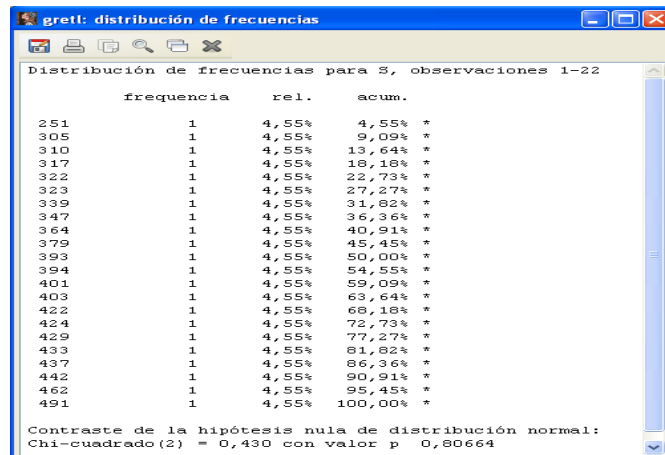 gretl: distribución de frecuencias
Distribución de frecuencias para S, observaciones 1-22
frequencia rel. acum.
251 1 4,55% 4,55% *
305 1 4,55% 9,09% *
310 1 4,55% 13,64% *
317 1 4,55% 18,18% *
322 1 4,55% 22,73% *
323 1 4,55% 27,27% *
339 1 4,55% 31,82% *
347 1 4,55% 36,36% *
364 1 4,55% 40,91% *
379 1 4,55% 45,45% *
393 1 4,55% 50,00% *
394 1 4,55% 54,55% *
401 1 4,55% 59,09% *
403 1 4,55% 63,64% *
422 1 4,55% 68,18% *
424 1 4,55% 72,73% *
429 1 4,55% 77,27% *
433 1 4,55% 81,82% *
437 1 4,55% 86,36% *
442 1 4,55% 90,91% *
462 1 4,55% 95,45% *
491 1 4,55% 100,00% *
Contraste de la hipótesis nula de distribución normal:
Chi-cuadrado(2) = 0,430 con valor p 0,80664